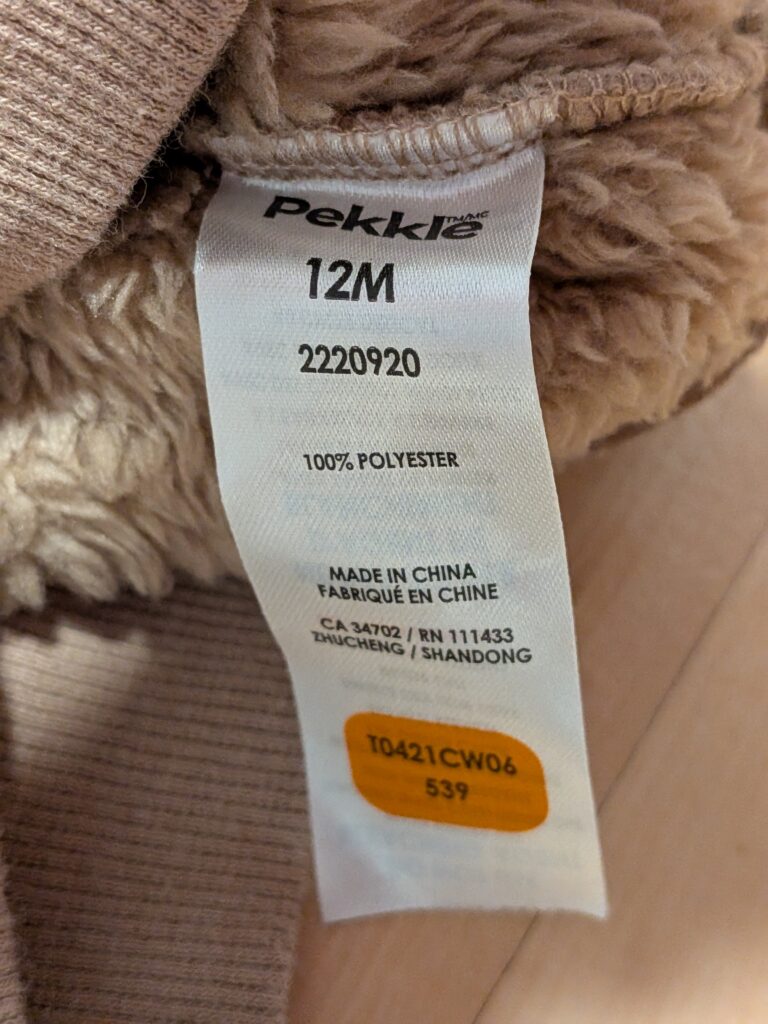 Pekkle TM/MC
12M
2220920
100% POLYESTER
MADE IN CHINA
FABRIQUÉ EN CHINE
CA 34702 / RN 111433
ZHUCHENG / SHANDONG
T0421CW06
539